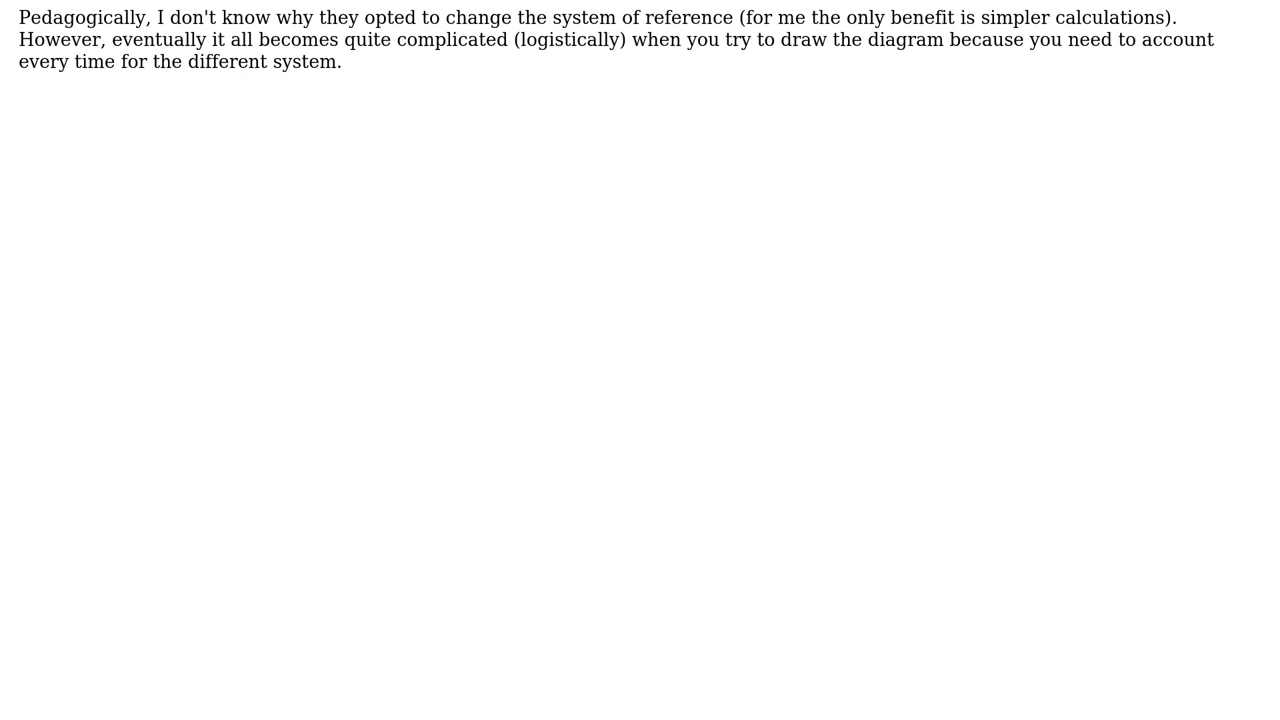 Pedagogically, I don't know why they opted to change the system of reference (for me the only benefit is simpler calculations).
However, eventually it all becomes quite complicated (logistically) when you try to draw the diagram because you need to account
every time for the different system.